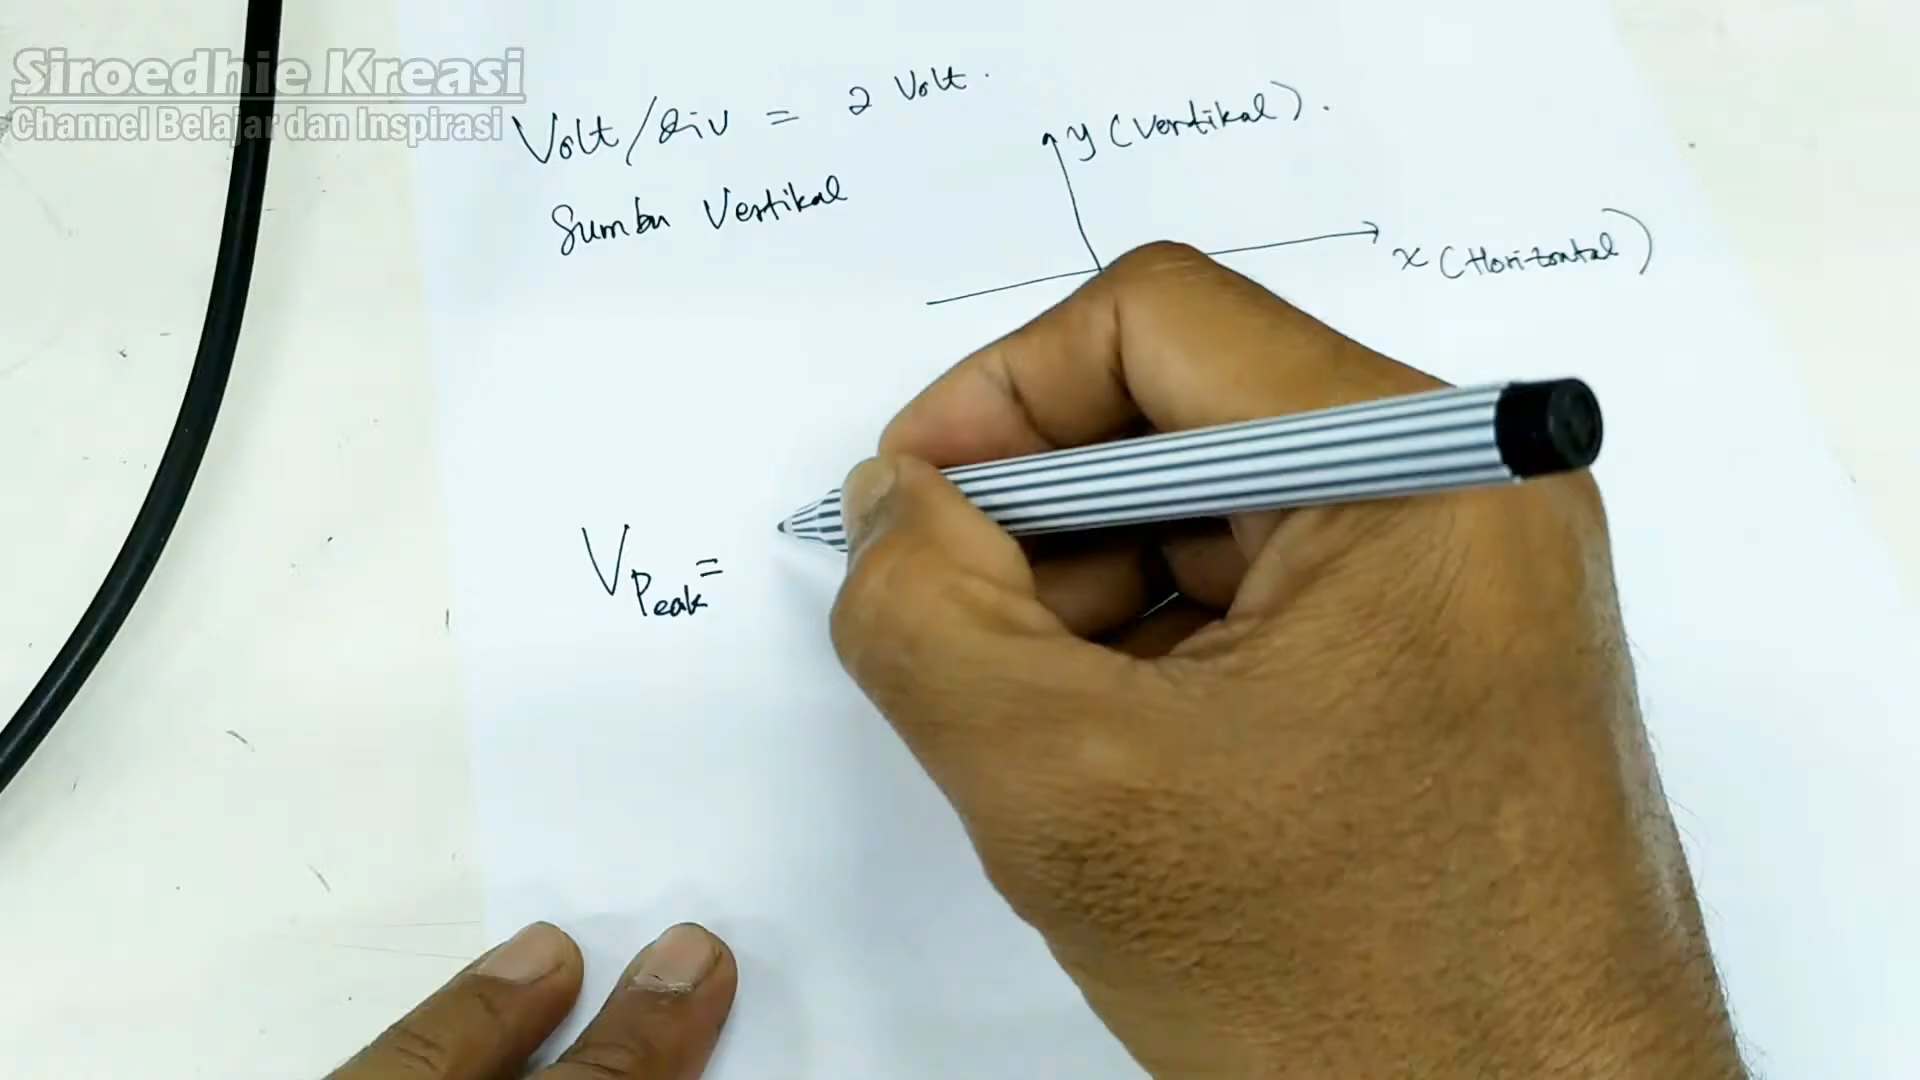 Siroedhie Kreasi
Channel Belajar dan Inspirasi
Volt/div = 2 Volt.
Sumbu Vertikal
y (Vertikal).
x (Horizontal)
VPeak=